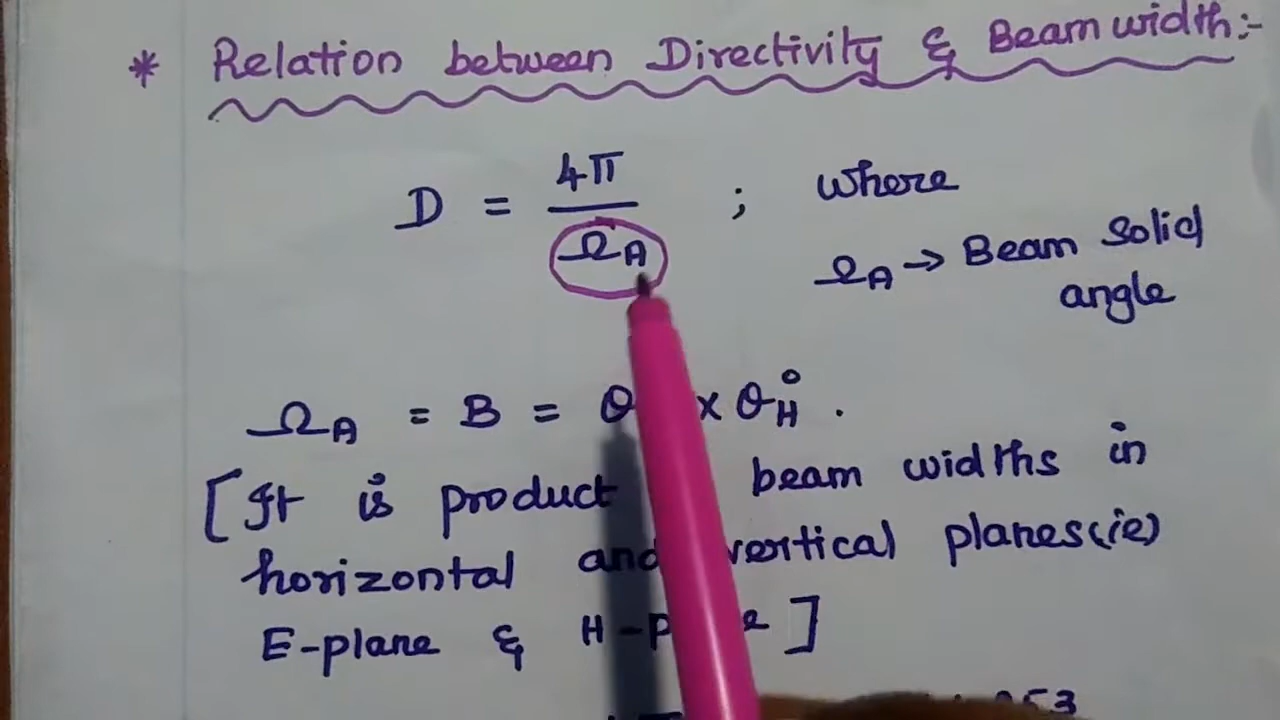 * Relation between Directivity & Beam width:-
D = 4π / ΩA ; where
ΩA → Beam solid
angle
ΩA = B = θ × θH° .
[It is product beam widths in
horizontal and vertical planes(ie)
E-plane & H-
]